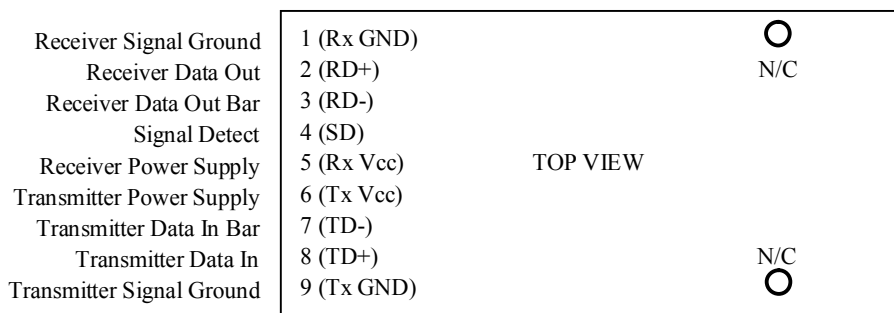 Receiver Signal Ground 1 (Rx GND)
Receiver Data Out 2 (RD+) N/C
Receiver Data Out Bar 3 (RD-)
Signal Detect 4 (SD)
Receiver Power Supply 5 (Rx Vcc) TOP VIEW
Transmitter Power Supply 6 (Tx Vcc)
Transmitter Data In Bar 7 (TD-)
Transmitter Data In 8 (TD+) N/C
Transmitter Signal Ground 9 (Tx GND)